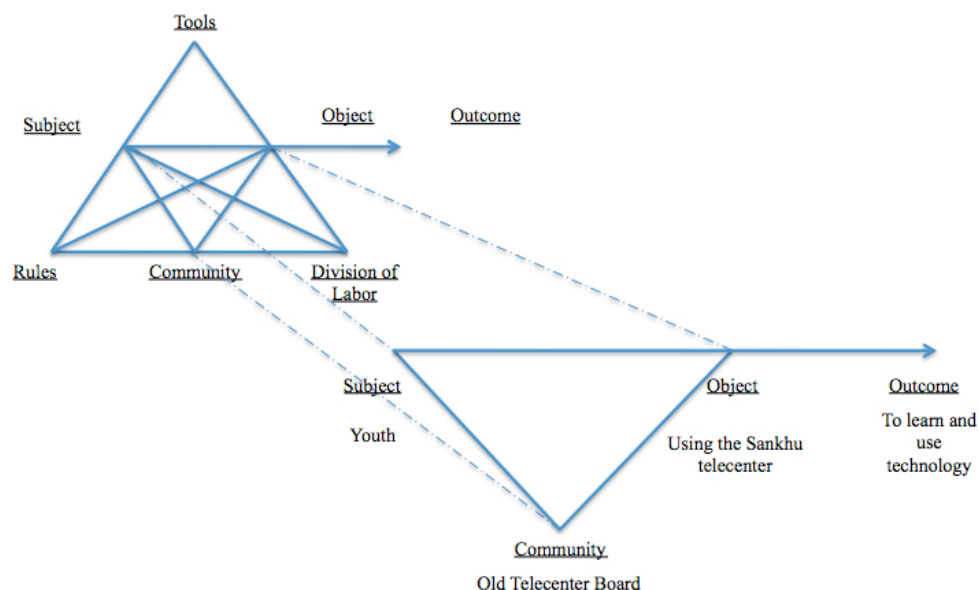 Tools
Subject
Object
Outcome
Rules
Community
Division of
Labor
Subject
Object
Outcome
Youth
Using the Sankhu
telecenter
To learn and
use
technology
Community
Old Telecenter Board